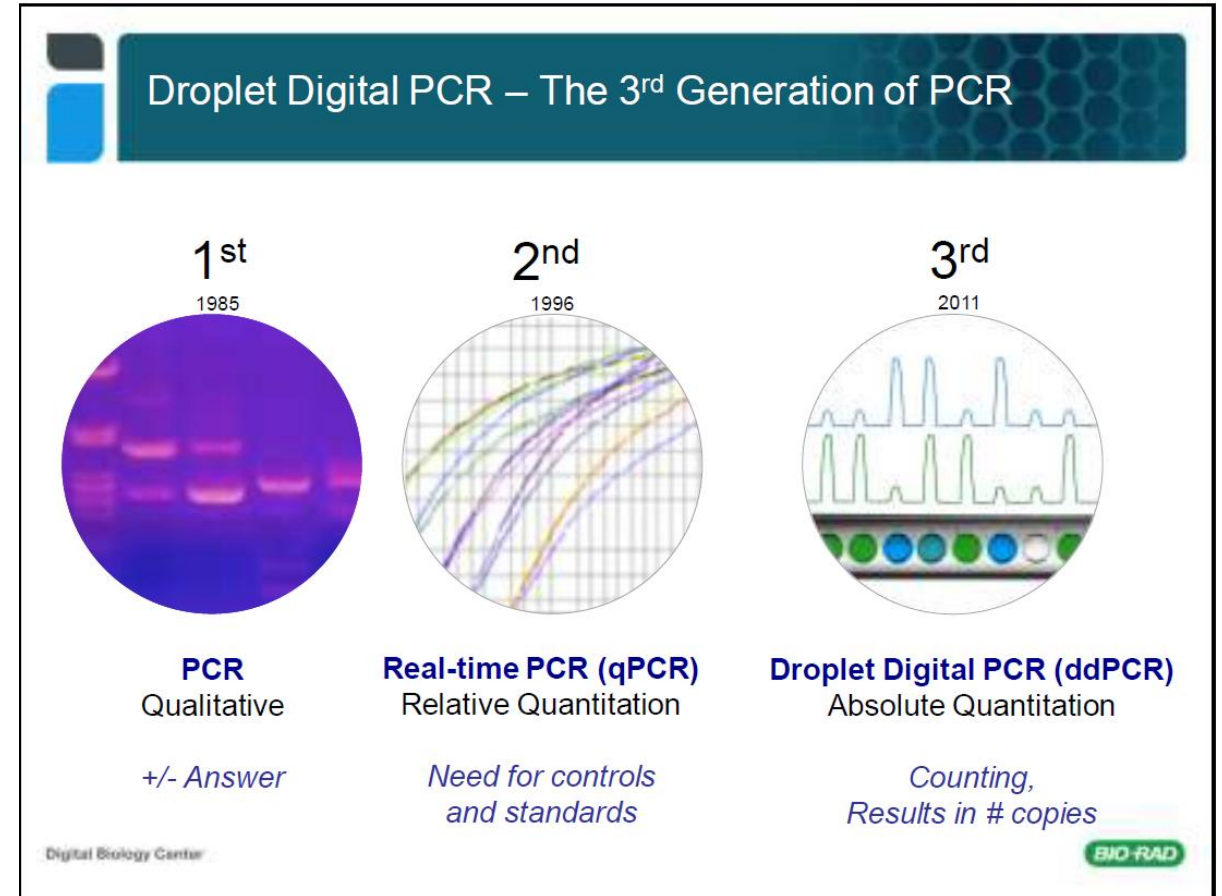 Droplet Digital PCR – The 3rd Generation of PCR
1st
1985
2nd
1996
3rd
2011
PCR
Qualitative
+/- Answer
Real-time PCR (qPCR)
Relative Quantitation
Need for controls
and standards
Droplet Digital PCR (ddPCR)
Absolute Quantitation
Counting,
Results in # copies
Digital Biology Center
BIO-RAD